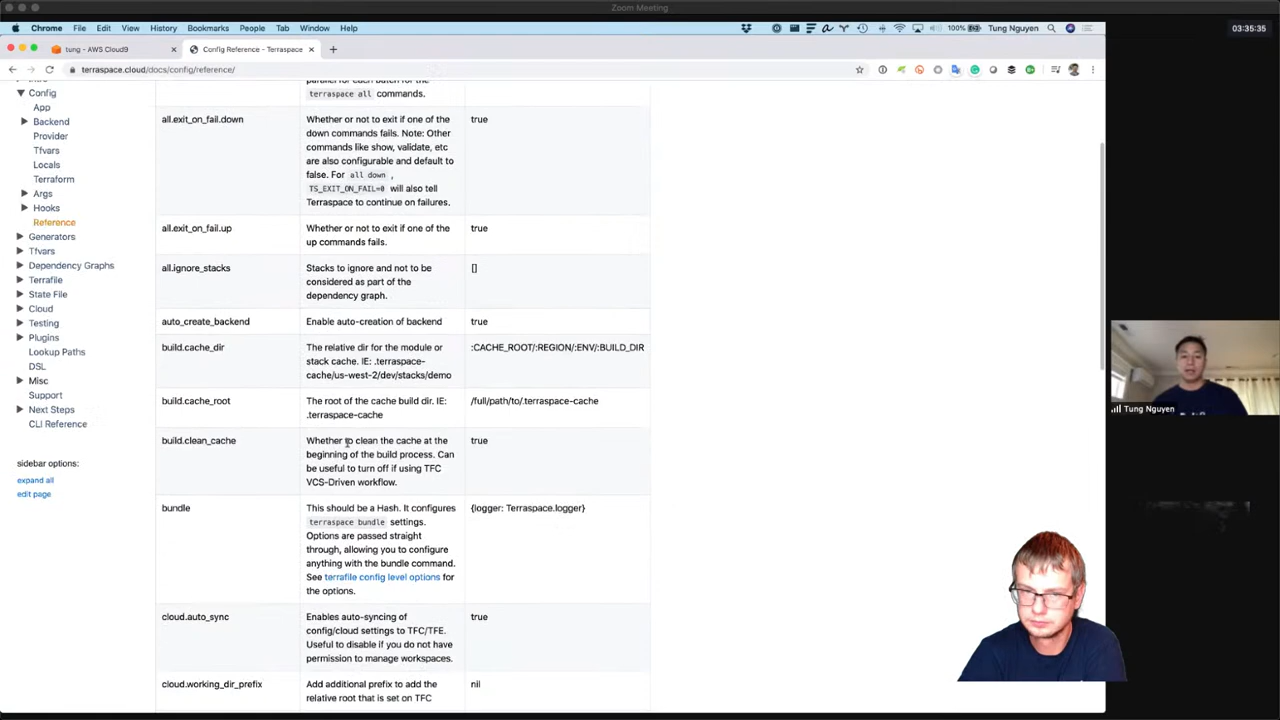 Zoom Meeting
Chrome File Edit View History Bookmarks People Tab Window Help
100% Tung Nguyen
03:35:35
tung - AWS Cloud9
Config Reference - Terraspace
terraspace.cloud/docs/config/reference/
Config
App
Backend
Provider
Tfvars
Locals
Terraform
Args
Hooks
Reference
Generators
Tfvars
Dependency Graphs
Terrafile
State File
Cloud
Testing
Plugins
Lookup Paths
DSL
Misc
Support
Next Steps
CLI Reference
sidebar options:
expand all
edit page
parallel for each batch for the
terraspace all commands.
all.exit_on_fail.down
Whether or not to exit if one of the
down commands fails. Note: Other
commands like show, validate, etc
are also configurable and default to
false. For all down ,
TS_EXIT_ON_FAIL=0 will also tell
Terraspace to continue on failures.
true
all.exit_on_fail.up
Whether or not to exit if one of the
up commands fails.
true
all.ignore_stacks
Stacks to ignore and not to be
considered as part of the
dependency graph.
[]
auto_create_backend
Enable auto-creation of backend
true
build.cache_dir
The relative dir for the module or
stack cache. IE: .terraspace-
cache/us-west-2/dev/stacks/demo
:CACHE_ROOT/:REGION/:ENV/:BUILD_DIR
build.cache_root
The root of the cache build dir. IE:
.terraspace-cache
/full/path/to/.terraspace-cache
build.clean_cache
Whether to clean the cache at the
beginning of the build process. Can
be useful to turn off if using TFC
VCS-Driven workflow.
true
bundle
This should be a Hash. It configures
terraspace bundle settings.
Options are passed straight
through, allowing you to configure
anything with the bundle command.
See terrafile config level options for
the options.
{logger: Terraspace.logger}
cloud.auto_sync
Enables auto-syncing of
config/cloud settings to TFC/TFE.
Useful to disable if you do not have
permission to manage workspaces.
true
cloud.working_dir_prefix
Add additional prefix to add the
relative root that is set on TFC
nil
Tung Nguyen